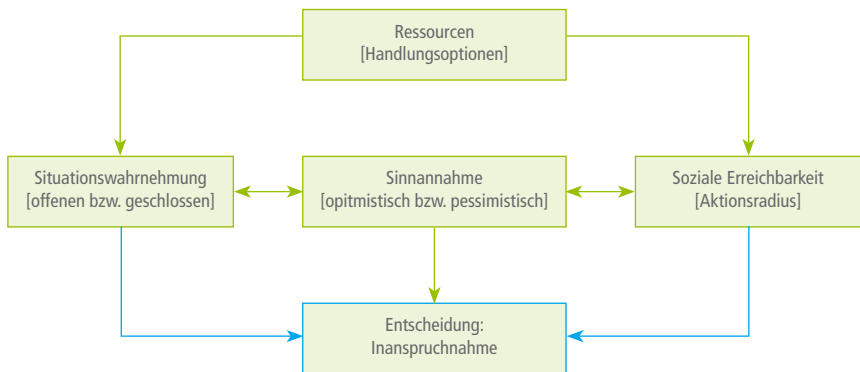 Ressourcen
[Handlungsoptionen]
Situationswahrnehmung
[offenen bzw. geschlossen]
Sinnannahme
[opitmistisch bzw. pessimistisch]
Soziale Erreichbarkeit
[Aktionsradius]
Entscheidung:
Inanspruchnahme